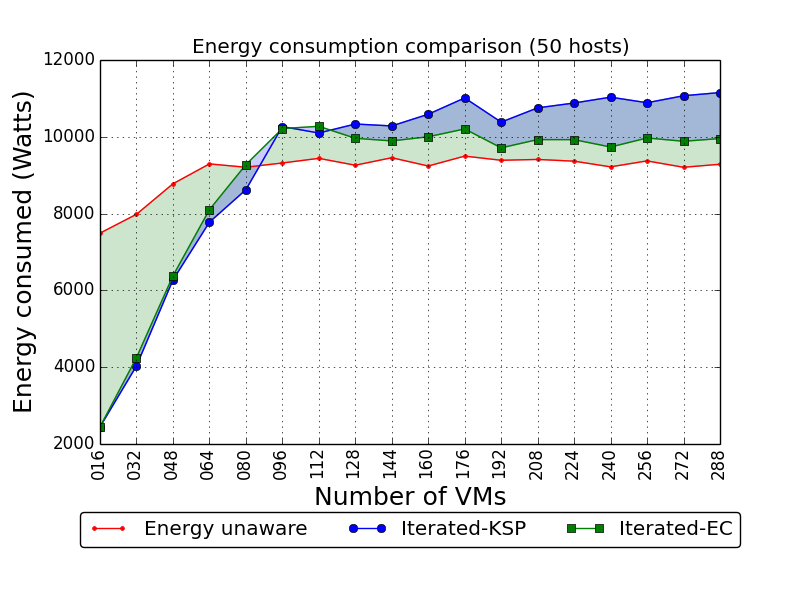 Energy consumption comparison (50 hosts)
12000
10000
8000
6000
4000
2000
Energy consumed (Watts)
016 032 048 064 080 096 112 128 144 160 176 192 208 224 240 256 272 288
Number of VMs
Energy unaware Iterated-KSP Iterated-EC